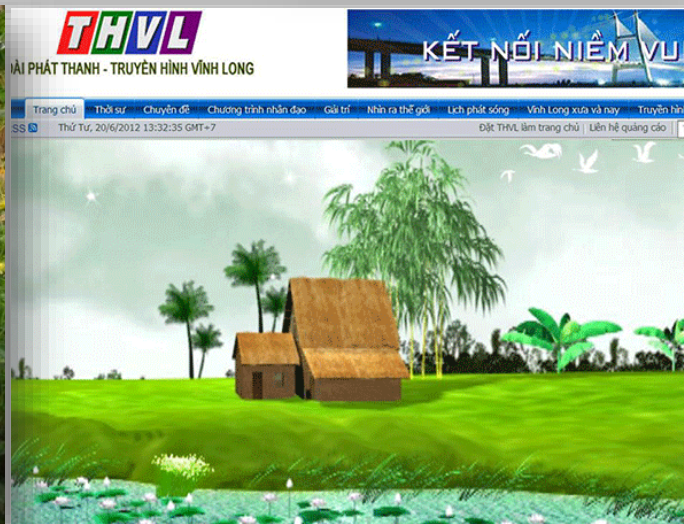 THVL
ÀI PHÁT THANH - TRUYỀN HÌNH VĨNH LONG
KẾT NỐI NIỀM VU
Trang chủ Thời sự Chuyên đề Chương trình nhân đạo Giải trí Nhìn ra thế giới Lịch phát sóng Vĩnh Long xưa và nay Truyền hìn
SS Thứ Tư, 20/6/2012 13:32:35 GMT+7 Đặt THVL làm trang chủ | Liên hệ quảng cáo